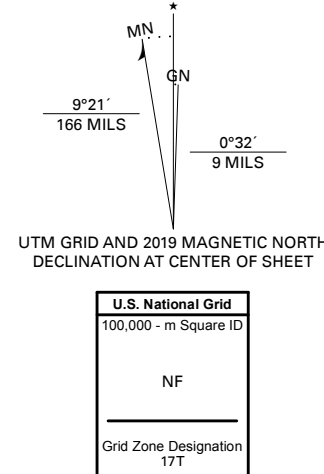 MN
GN
9°21´
166 MILS
0°32´
9 MILS
UTM GRID AND 2019 MAGNETIC NORTH
DECLINATION AT CENTER OF SHEET
U.S. National Grid
100,000 - m Square ID
NF
Grid Zone Designation
17T